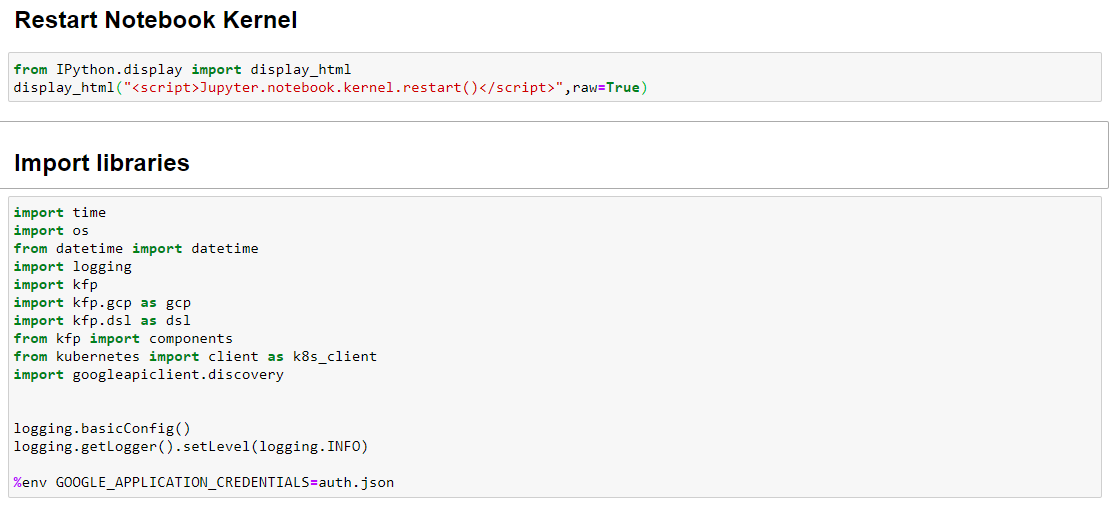 Restart Notebook Kernel
from IPython.display import display_html
display_html("<script>Jupyter.notebook.kernel.restart()</script>",raw=True)
Import libraries
import time
import os
from datetime import datetime
import logging
import kfp
import kfp.gcp as gcp
import kfp.dsl as dsl
from kfp import components
from kubernetes import client as k8s_client
import googleapiclient.discovery
logging.basicConfig()
logging.getLogger().setLevel(logging.INFO)
%env GOOGLE_APPLICATION_CREDENTIALS=auth.json